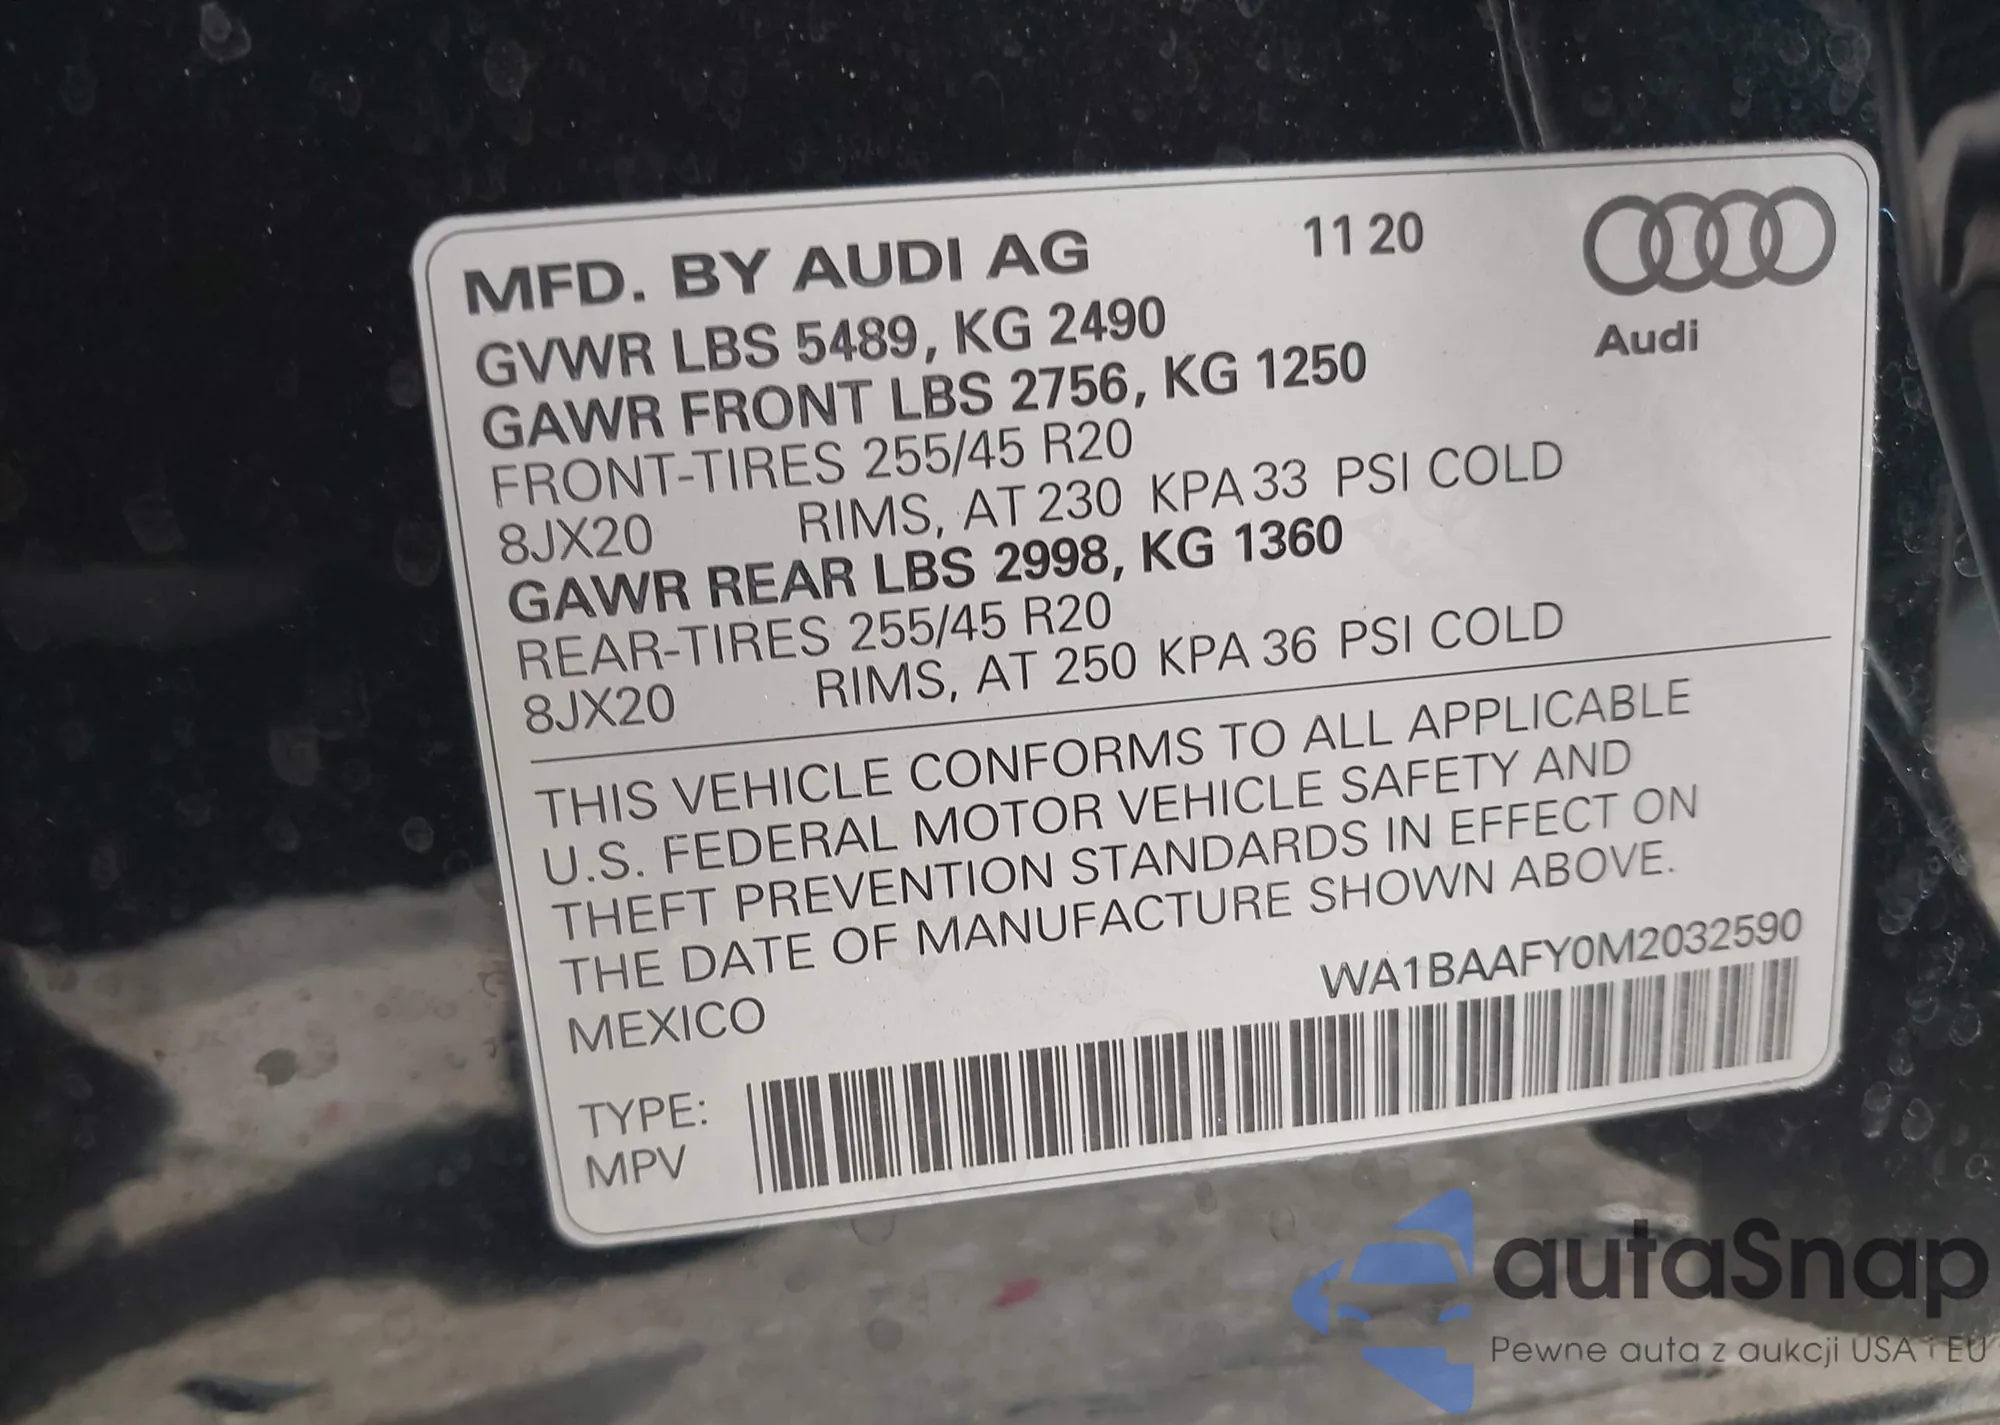 MFD. BY AUDI AG 11 20
GVWR LBS 5489, KG 2490
Audi
GAWR FRONT LBS 2756, KG 1250
FRONT-TIRES 255/45 R20
8JX20 RIMS, AT 230 KPA 33 PSI COLD
GAWR REAR LBS 2998, KG 1360
REAR-TIRES 255/45 R20
8JX20 RIMS, AT 250 KPA 36 PSI COLD
THIS VEHICLE CONFORMS TO ALL APPLICABLE
U.S. FEDERAL MOTOR VEHICLE SAFETY AND
THEFT PREVENTION STANDARDS IN EFFECT ON
THE DATE OF MANUFACTURE SHOWN ABOVE.
MEXICO WA1BAAFY0M2032590
TYPE:
MPV
autaSnap
Pewne auta z aukcji USA i EU